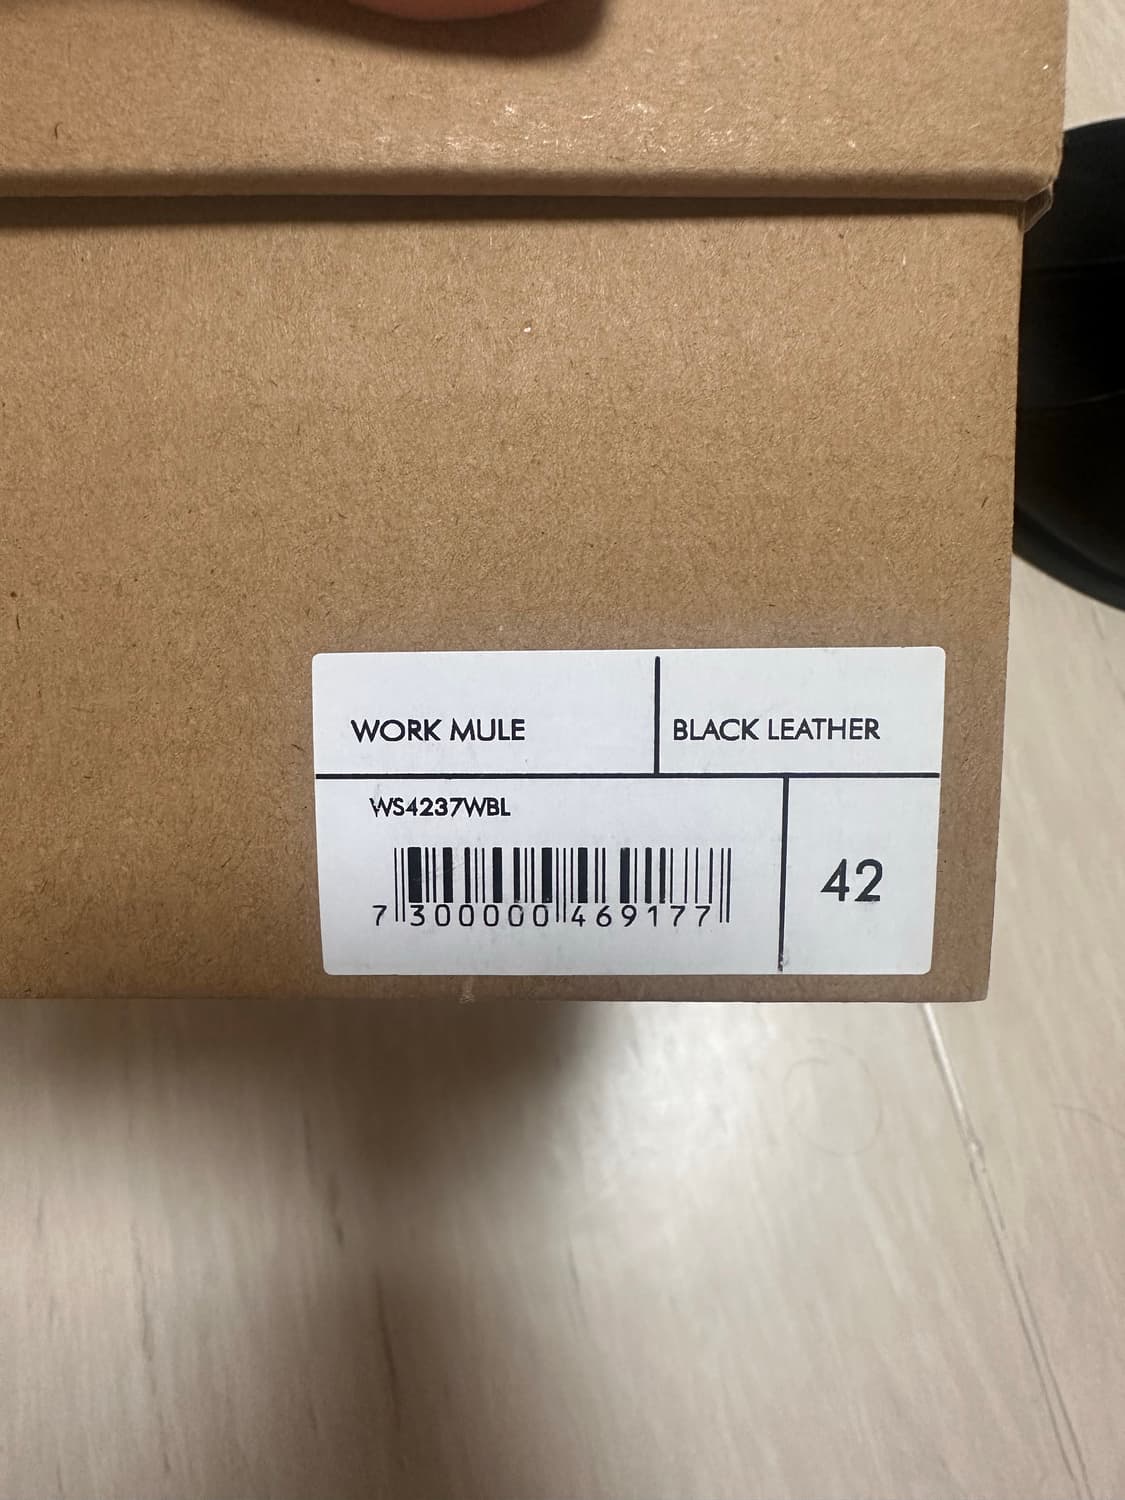 WORK MULE
BLACK LEATHER
WS4237WBL
7 300000 469177
42